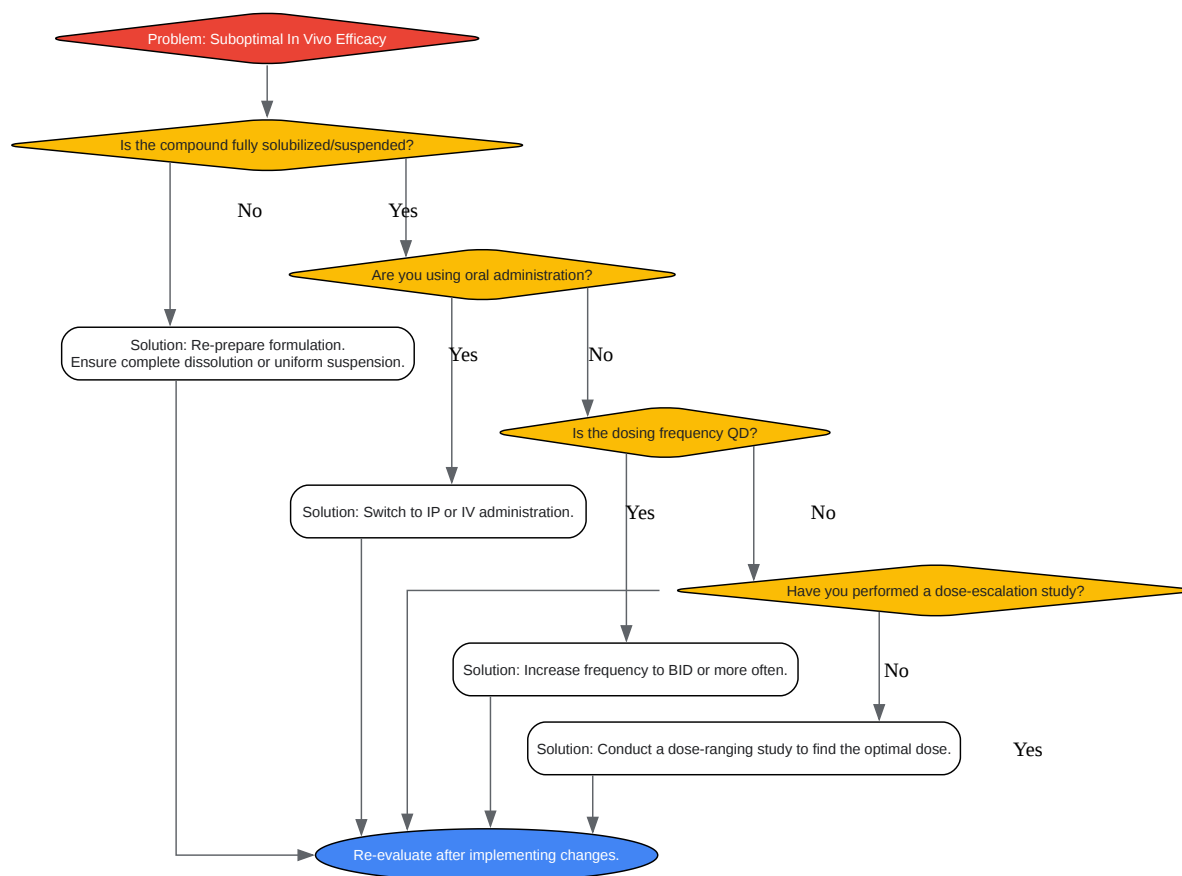 Problem: Suboptimal In Vivo Efficacy
Is the compound fully solubilized/suspended?
No
Yes
Are you using oral administration?
Solution: Re-prepare formulation.
Ensure complete dissolution or uniform suspension.
Yes
No
Is the dosing frequency QD?
Solution: Switch to IP or IV administration.
Yes
No
Have you performed a dose-escalation study?
Solution: Increase frequency to BID or more often.
No
Solution: Conduct a dose-ranging study to find the optimal dose.
Yes
Re-evaluate after implementing changes.